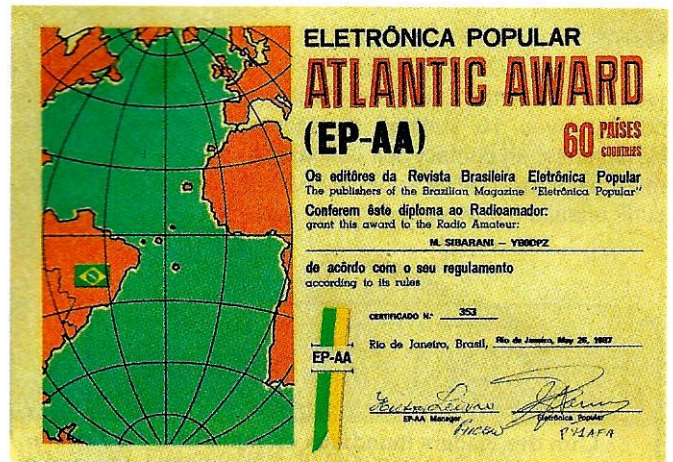 ELETRÔNICA POPULAR
ATLANTIC AWARD
(EP-AA)
60 PAÍSES
COUNTRIES
Os editôres da Revista Brasileira Eletrônica Popular
The publishers of the Brazilian Magazine "Eletrônica Popular"
Conferem êste diploma ao Radioamador:
grant this award to the Radio Amateur:
M. SIBARANI – YB0DPZ
de acôrdo com o seu regulamento
according to its rules
CERTIFICADO N.º 353
Rio de Janeiro, Brasil, Rio de Janeiro, May 26, 1987
EP-AA
EP-AA Manager
Eletrônica Popular
PY1AFA